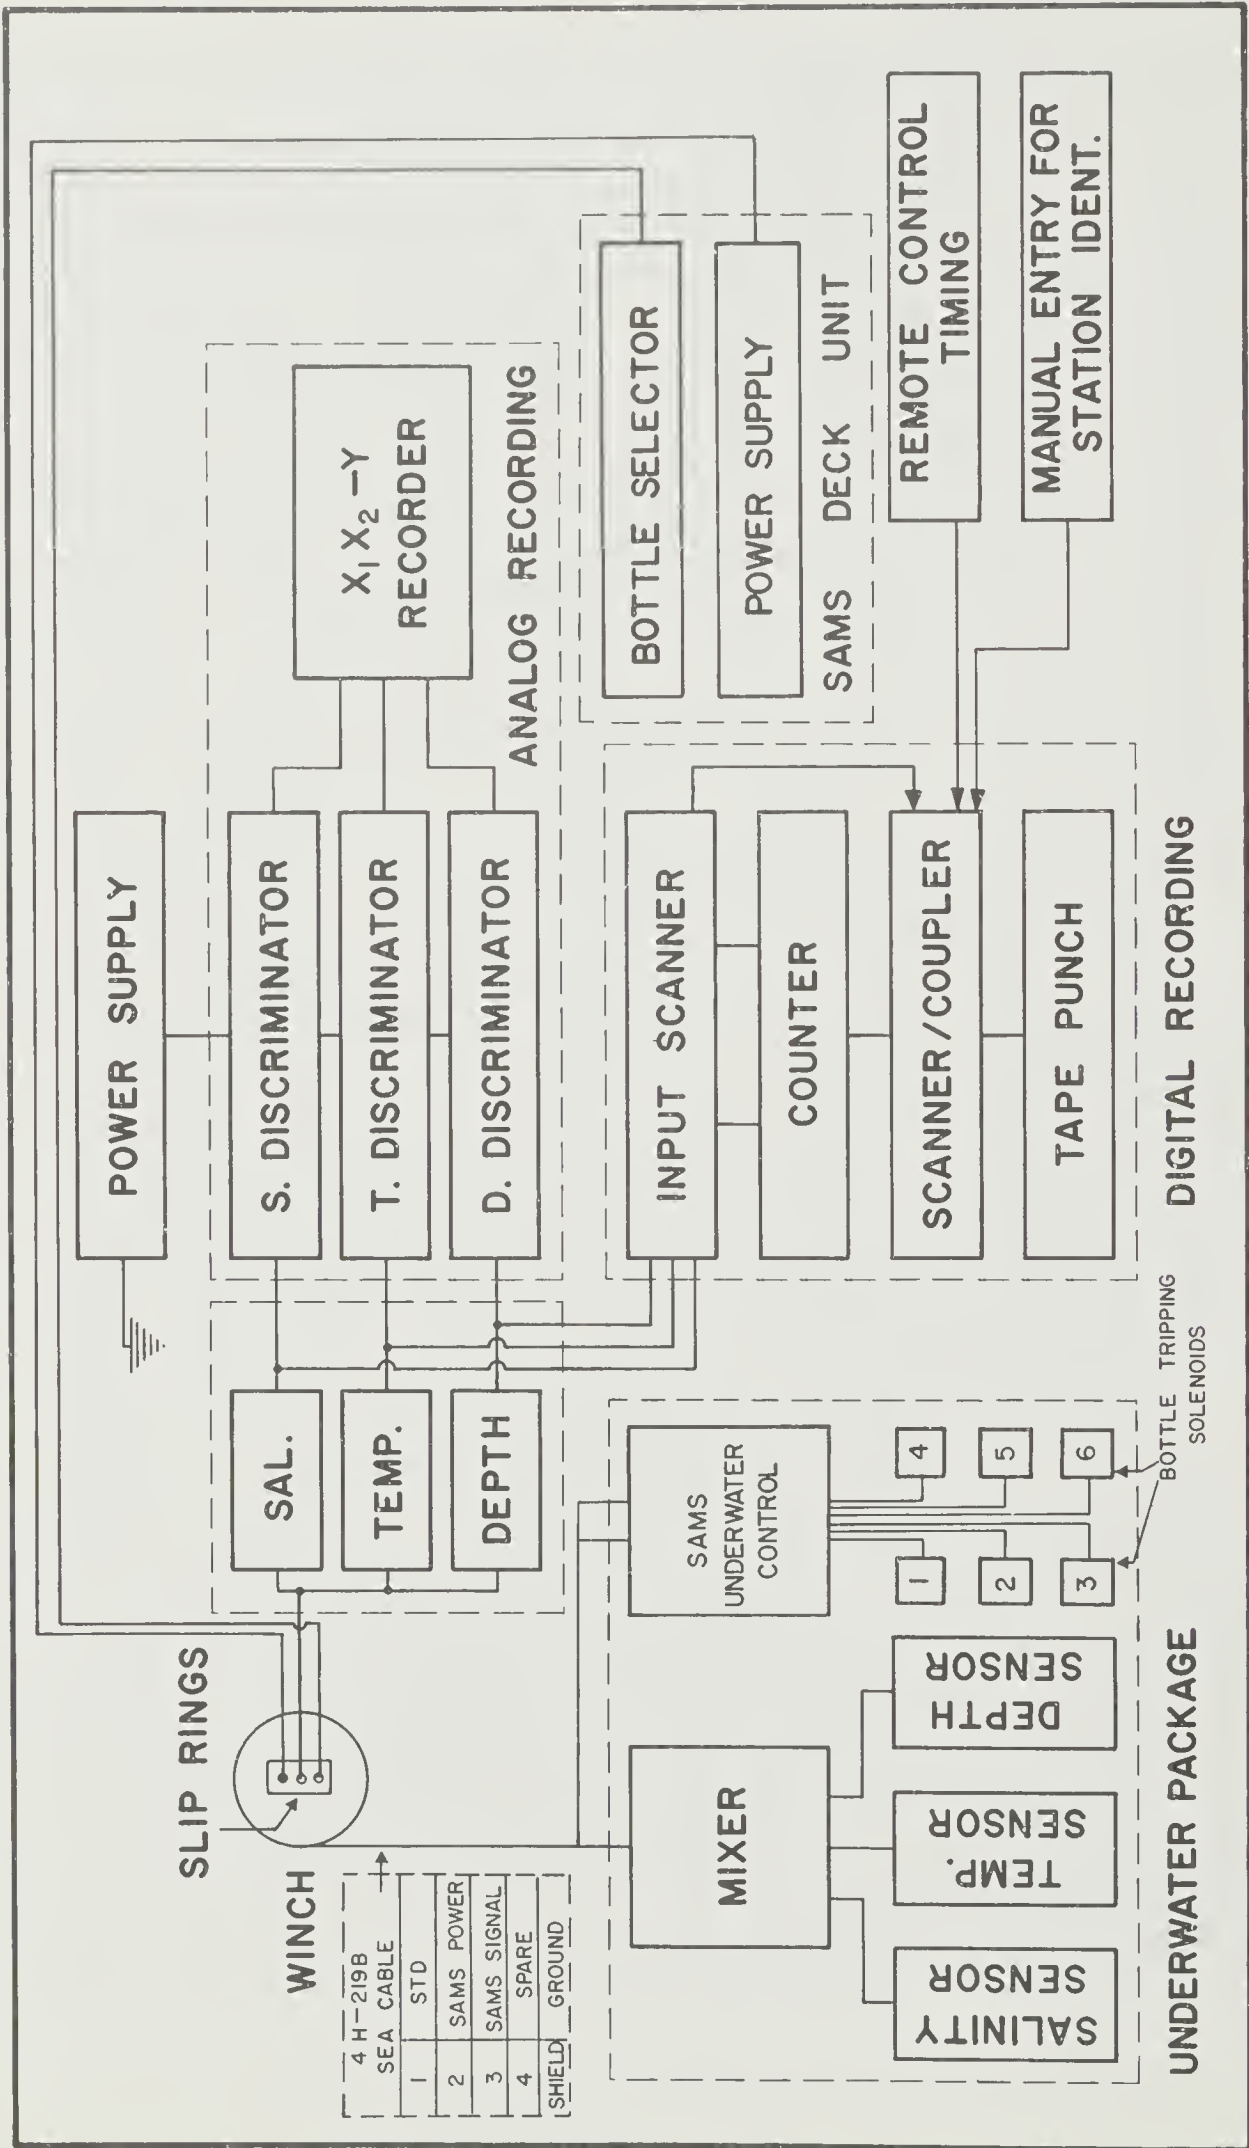 SLIP RINGS
WINCH
4 H-219B
SEA CABLE
1 STD
2 SAMS POWER
3 SAMS SIGNAL
4 SPARE
SHIELD GROUND
POWER SUPPLY
SAL.
TEMP.
DEPTH
S. DISCRIMINATOR
T. DISCRIMINATOR
D. DISCRIMINATOR
X₁X₂-Y
RECORDER
ANALOG RECORDING
MIXER
SALINITY
SENSOR
TEMP.
SENSOR
DEPTH
SENSOR
SAMS
UNDERWATER
CONTROL
1
4
2
5
3
6
BOTTLE TRIPPING
SOLENOIDS
UNDERWATER PACKAGE
INPUT SCANNER
COUNTER
SCANNER/COUPLER
TAPE PUNCH
DIGITAL RECORDING
BOTTLE SELECTOR
POWER SUPPLY
SAMS DECK UNIT
REMOTE CONTROL
TIMING
MANUAL ENTRY FOR
STATION IDENT.